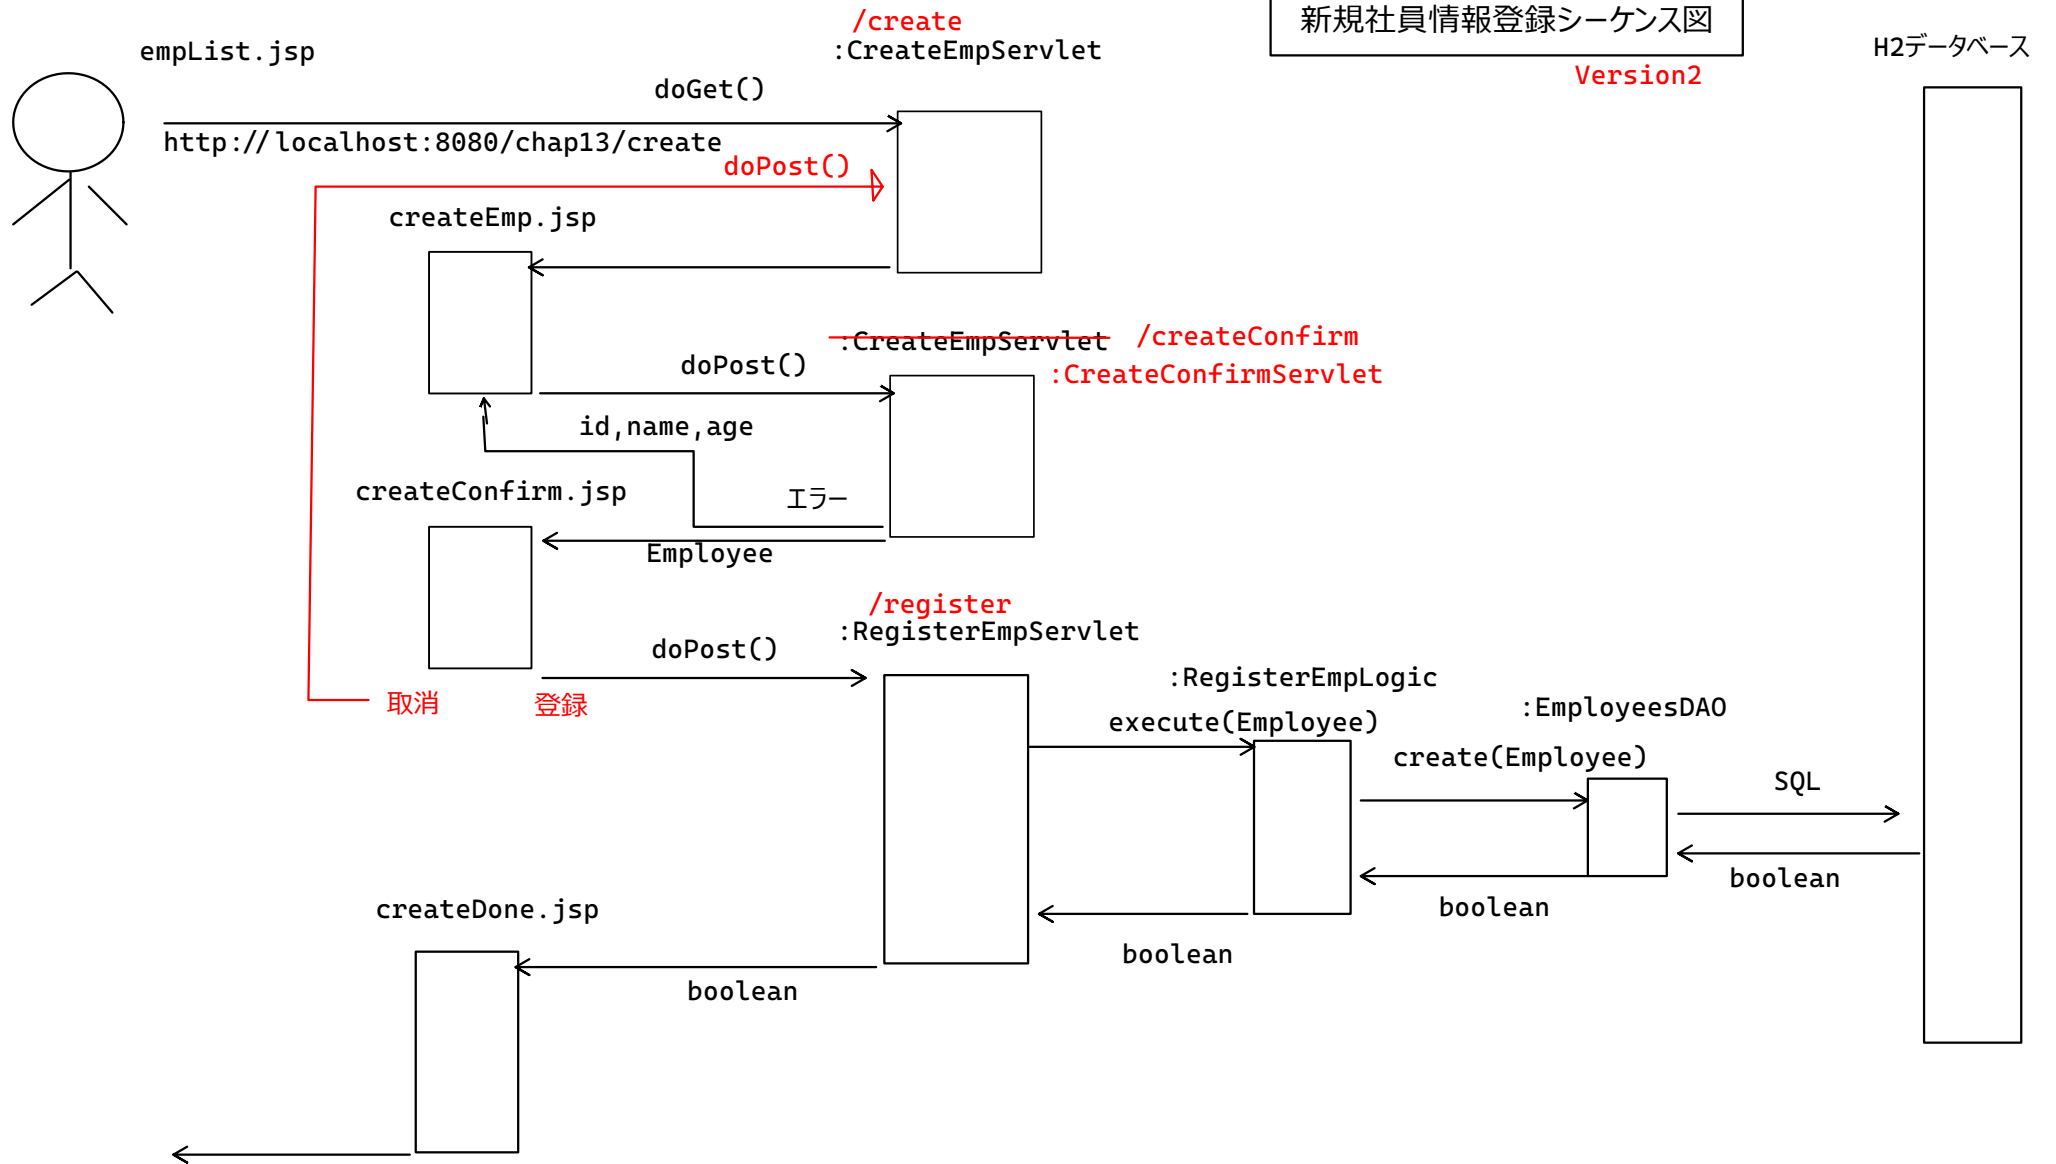 /create
新規社員情報登録シーケンス図
empList.jsp
:CreateEmpServlet
H2データベース
Version2
doGet()
http://localhost:8080/chap13/create
doPost()
createEmp.jsp
:CreateEmpServlet
/createConfirm
doPost()
:CreateConfirmServlet
id,name,age
createConfirm.jsp
エラー
Employee
/register
:RegisterEmpServlet
doPost()
:RegisterEmpLogic
取消
登録
:EmployeesDAO
execute(Employee)
create(Employee)
SQL
boolean
createDone.jsp
boolean
boolean
boolean